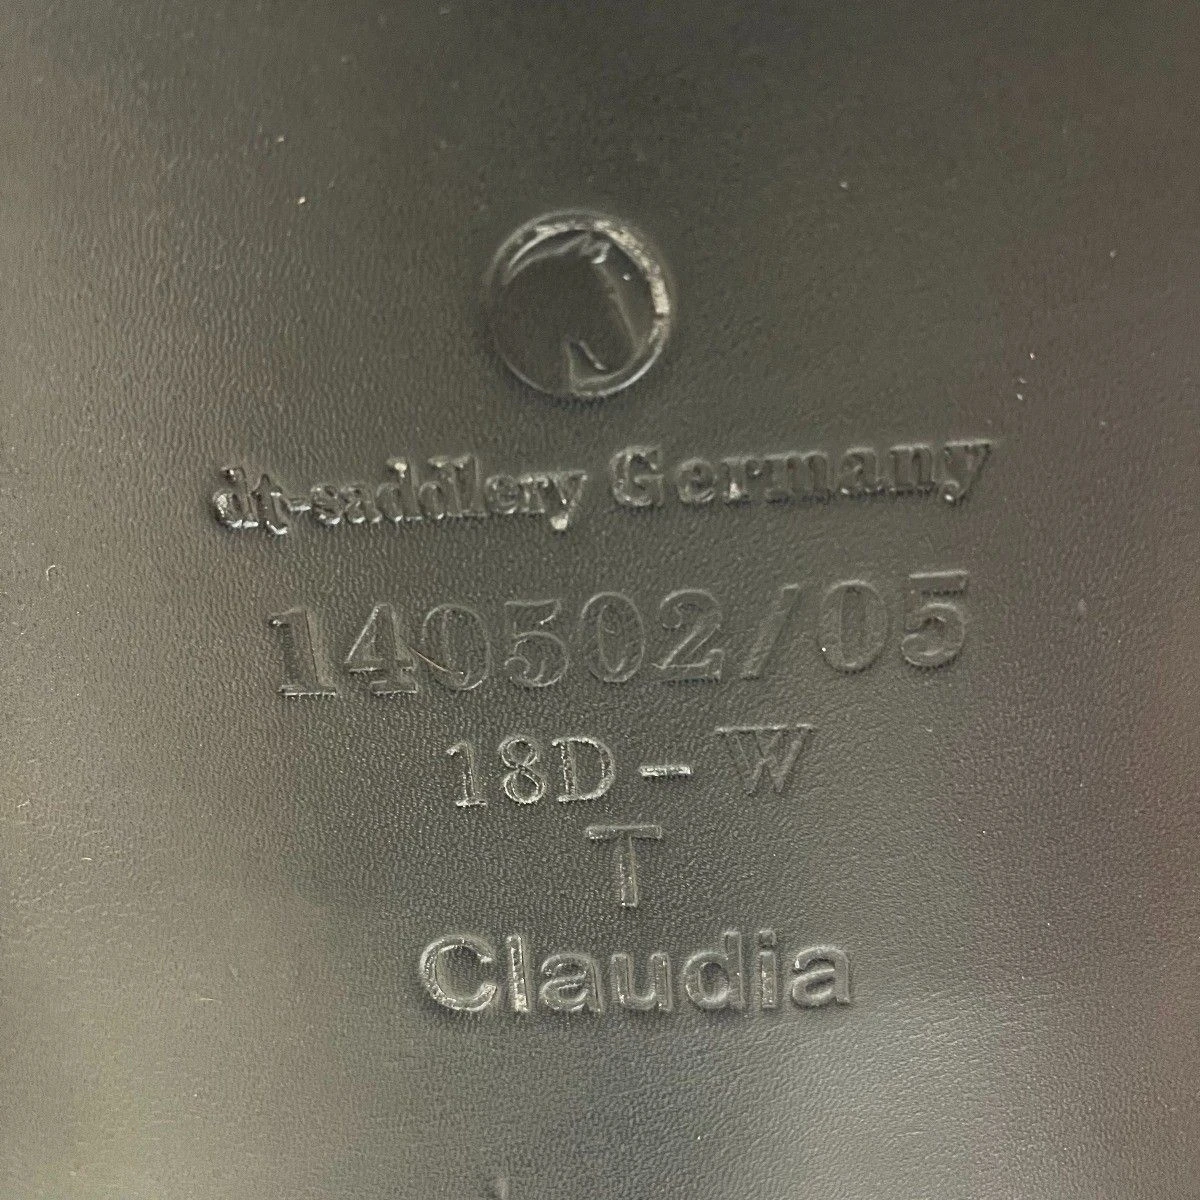 dt-saddlery Germany
140502/05
18D - W
T
Claudia